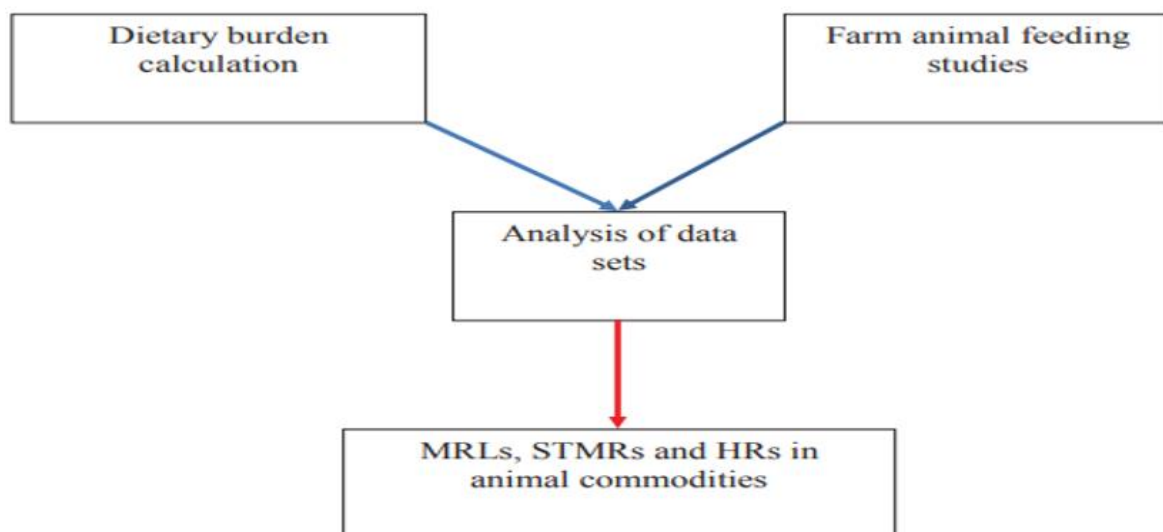 Dietary burden
calculation
Farm animal feeding
studies
Analysis of data
sets
MRLs, STMRs and HRs in
animal commodities